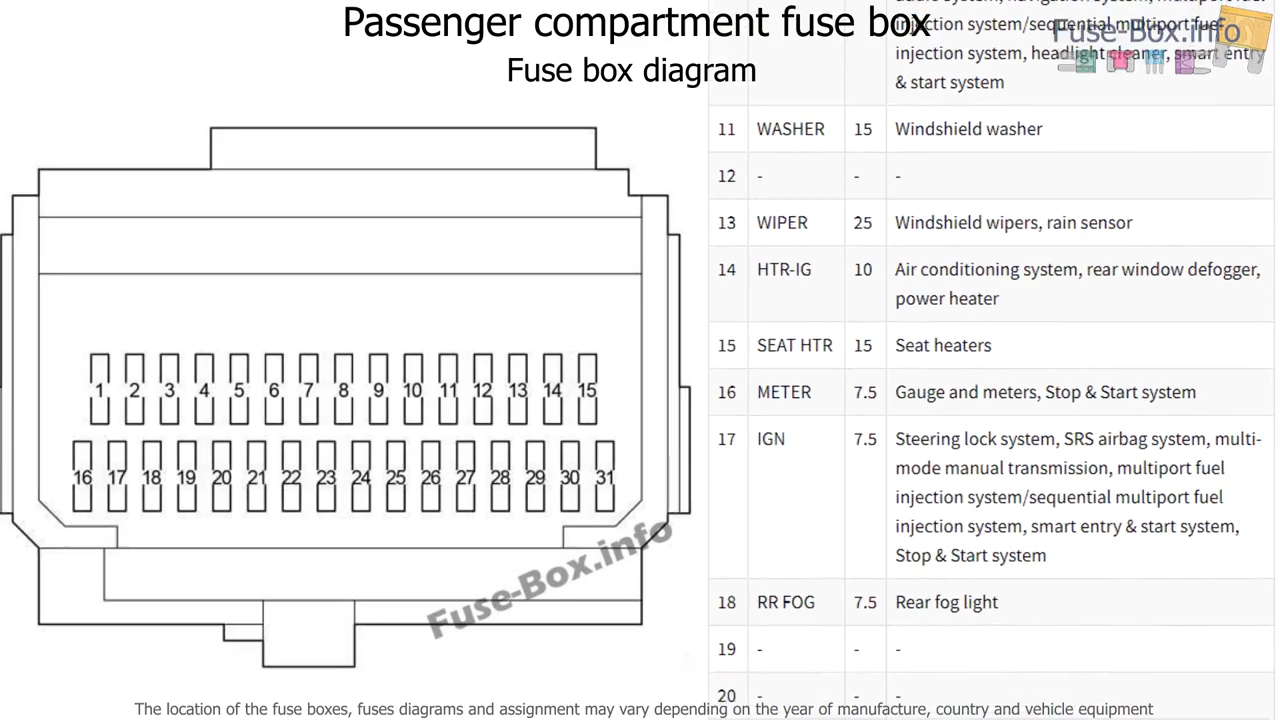 Passenger compartment fuse box
Fuse box diagram
Fuse-Box.info
injection system/sequential multiport fuel
injection system, headlight cleaner, smart entry
& start system
11 WASHER 15 Windshield washer
12 - - -
13 WIPER 25 Windshield wipers, rain sensor
14 HTR-IG 10 Air conditioning system, rear window defogger,
power heater
15 SEAT HTR 15 Seat heaters
16 METER 7.5 Gauge and meters, Stop & Start system
17 IGN 7.5 Steering lock system, SRS airbag system, multi-
mode manual transmission, multiport fuel
injection system/sequential multiport fuel
injection system, smart entry & start system,
Stop & Start system
18 RR FOG 7.5 Rear fog light
19 - - -
20 - - -
1 2 3 4 5 6 7 8 9 10 11 12 13 14 15
16 17 18 19 20 21 22 23 24 25 26 27 28 29 30 31
Fuse-Box.info
The location of the fuse boxes, fuses diagrams and assignment may vary depending on the year of manufacture, country and vehicle equipment